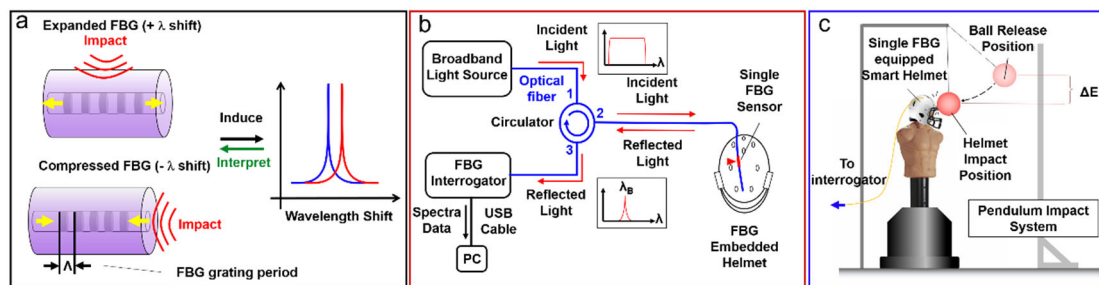 a
Expanded FBG (+ λ shift)
Impact
Compressed FBG (- λ shift)
Impact
Λ
FBG grating period
Induce
Interpret
Wavelength Shift
b
Broadband
Light Source
Incident
Light
λ
Optical
fiber
1
Circulator
2
3
Incident
Light
Reflected
Light
Single
FBG
Sensor
FBG
Interrogator
Reflected
Light
λB
λ
Spectra
Data
USB
Cable
PC
FBG
Embedded
Helmet
c
Single FBG
equipped
Smart Helmet
Ball Release
Position
ΔE
Helmet
Impact
Position
To
interrogator
Pendulum Impact
System